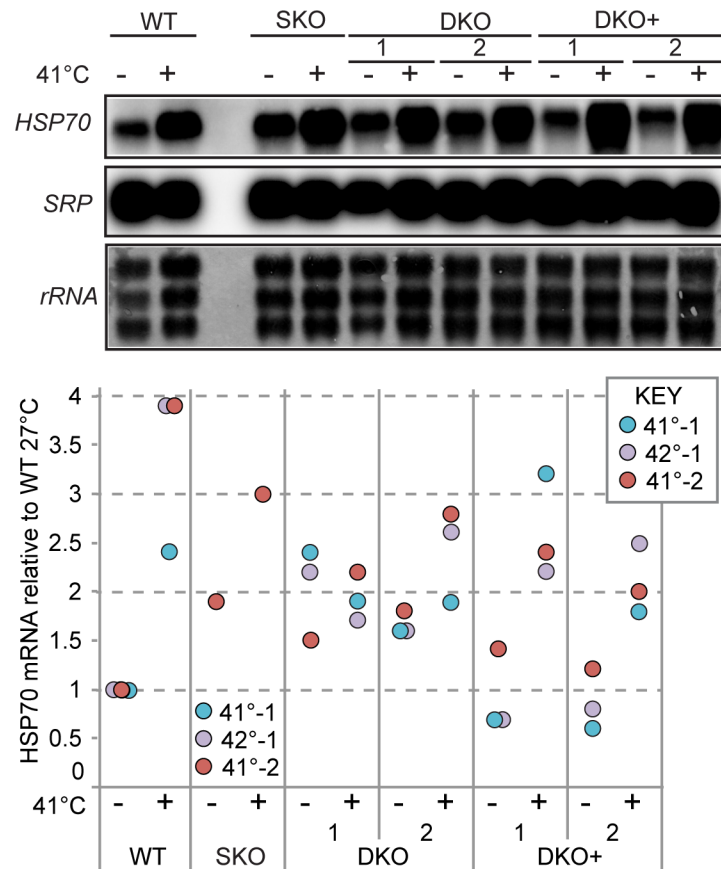 WT SKO DKO DKO+
1 2 1 2
41°C - + - + - + - + - + - +
HSP70
SRP
rRNA
HSP70 mRNA relative to WT 27°C
4
3.5
3
2.5
2
1.5
1
0.5
0
KEY
41°-1
42°-1
41°-2
41°-1
42°-1
41°-2
41°C - + - + - + - + - + - +
1 2 1 2
WT SKO DKO DKO+